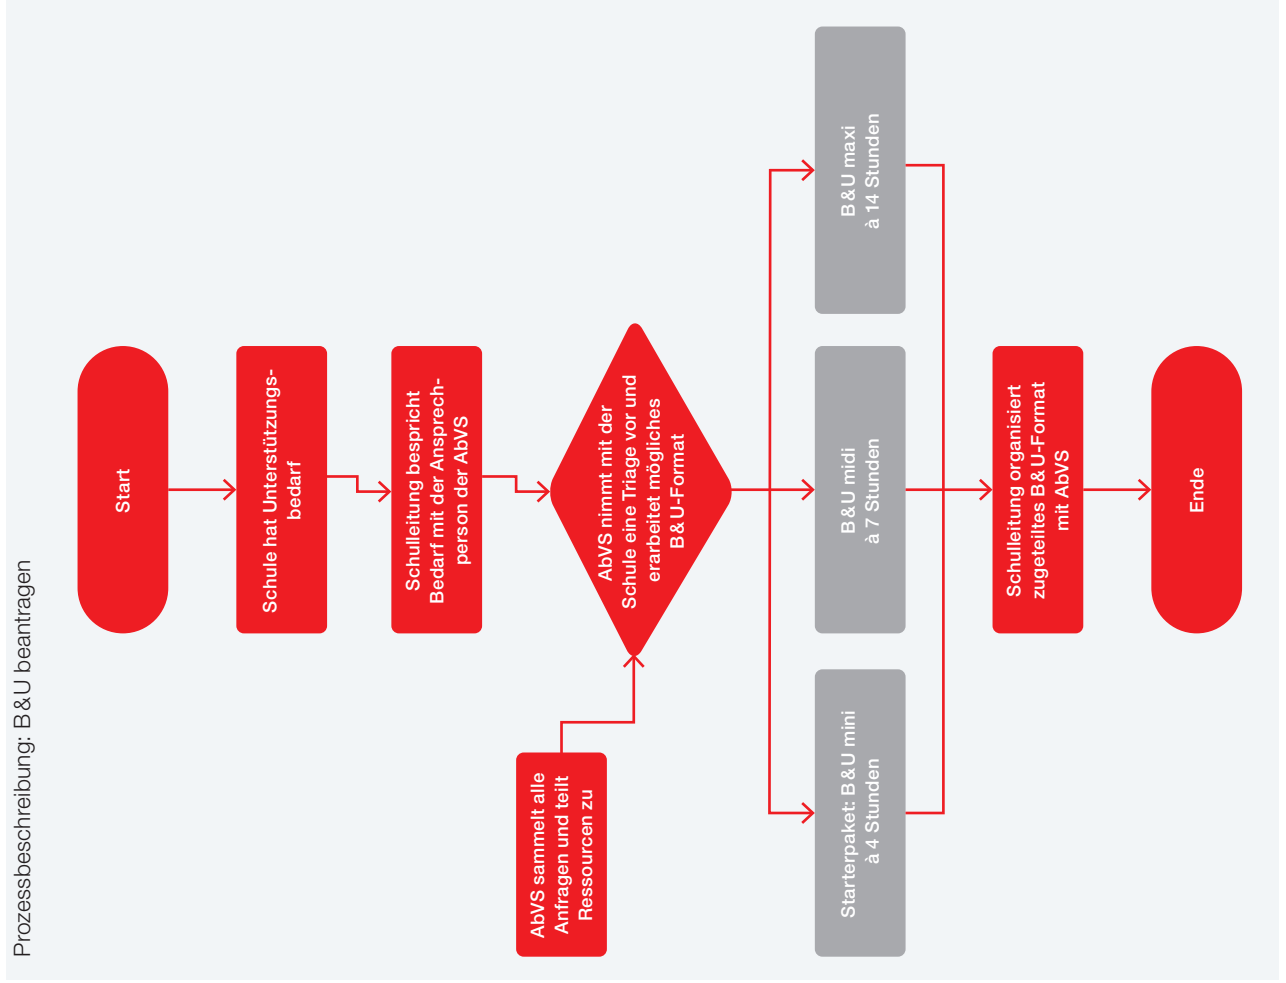 Prozessbeschreibung: B&U beantragen
Start
Schule hat Unterstützungs-
bedarf
Schulleitung bespricht
Bedarf mit der Ansprech-
person der AbVS
AbVS sammelt alle
Anfragen und teilt
Ressourcen zu
AbVS nimmt mit der
Schule eine Triage vor und
erarbeitet mögliches
B&U-Format
Starterpaket: B&U mini
à 4 Stunden
B&U midi
à 7 Stunden
B&U maxi
à 14 Stunden
Schulleitung organisiert
zugeteiltes B&U-Format
mit AbVS
Ende